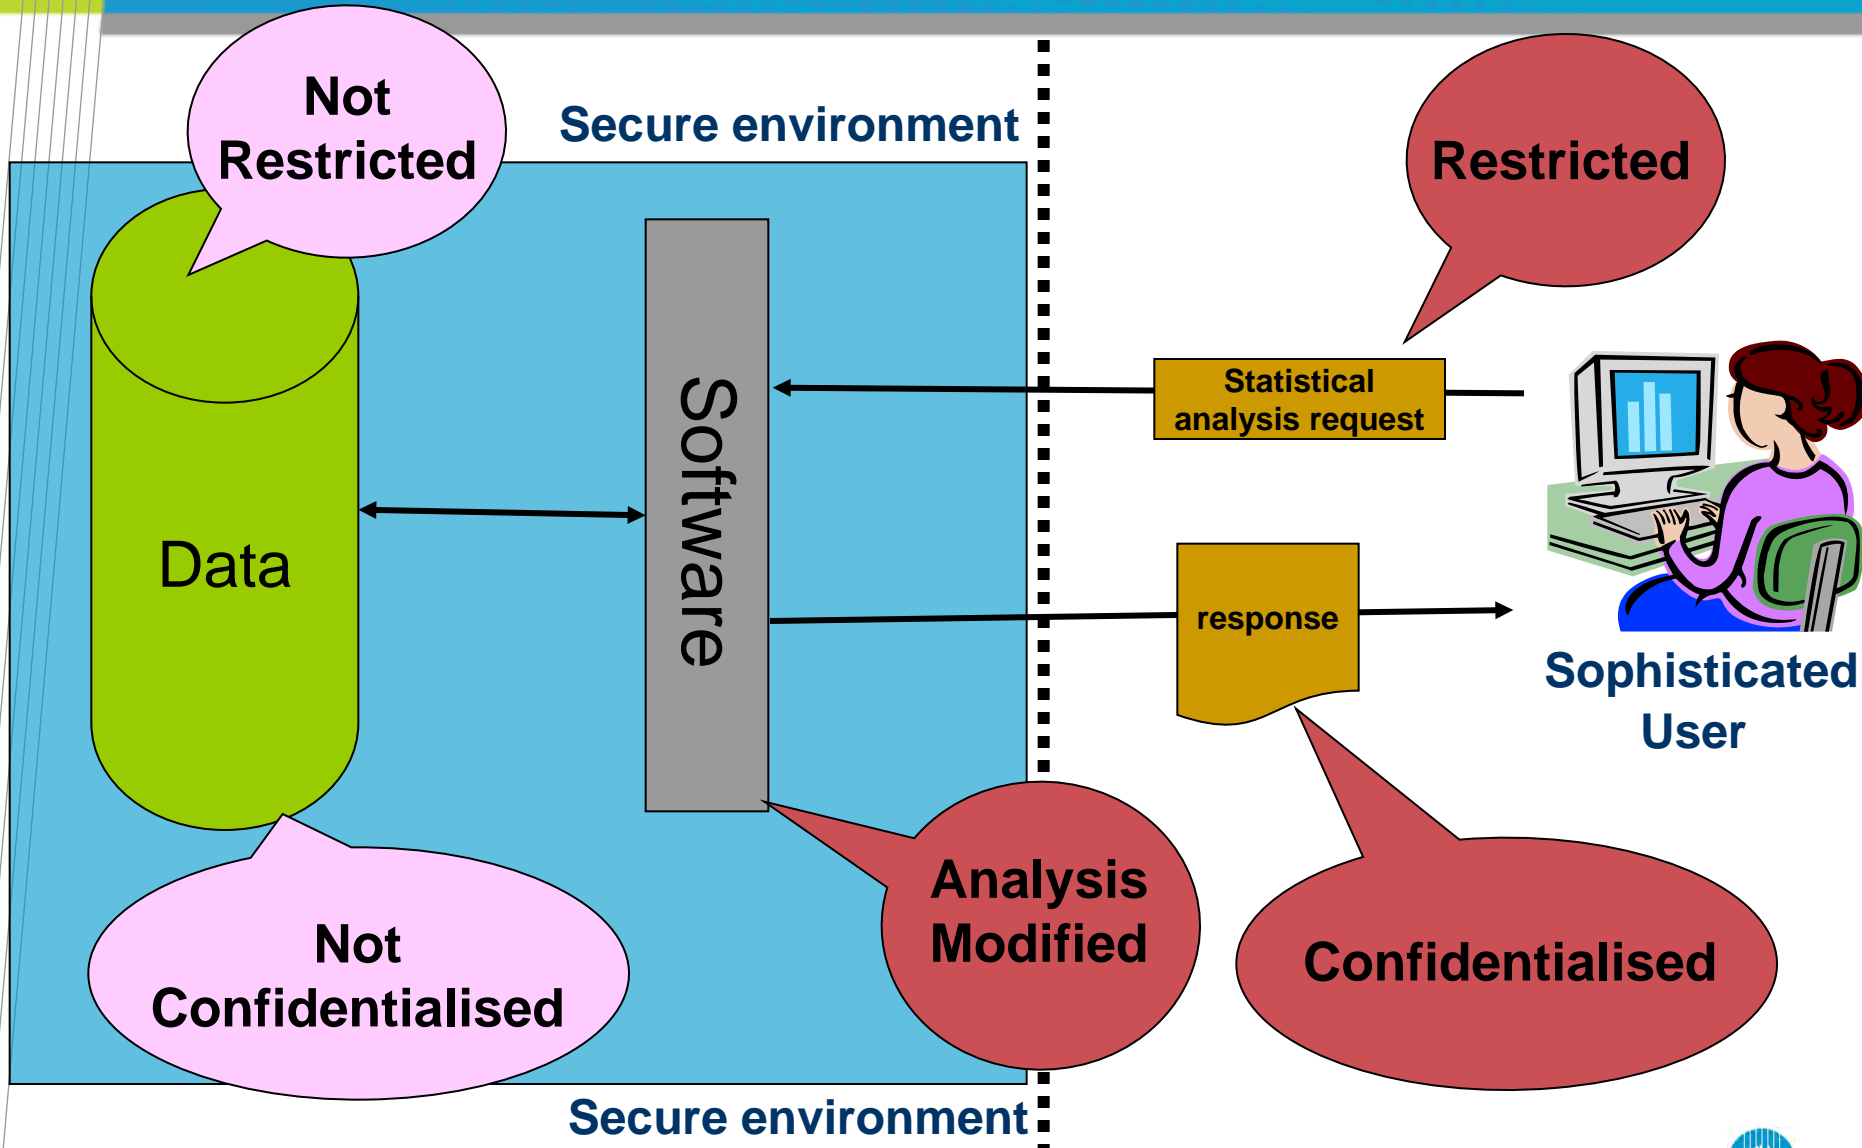 Not
Restricted
Secure environment
Restricted
Statistical
analysis request
Software
Data
response
Sophisticated
User
Analysis
Modified
Not
Confidentialised
Confidentialised
Secure environment